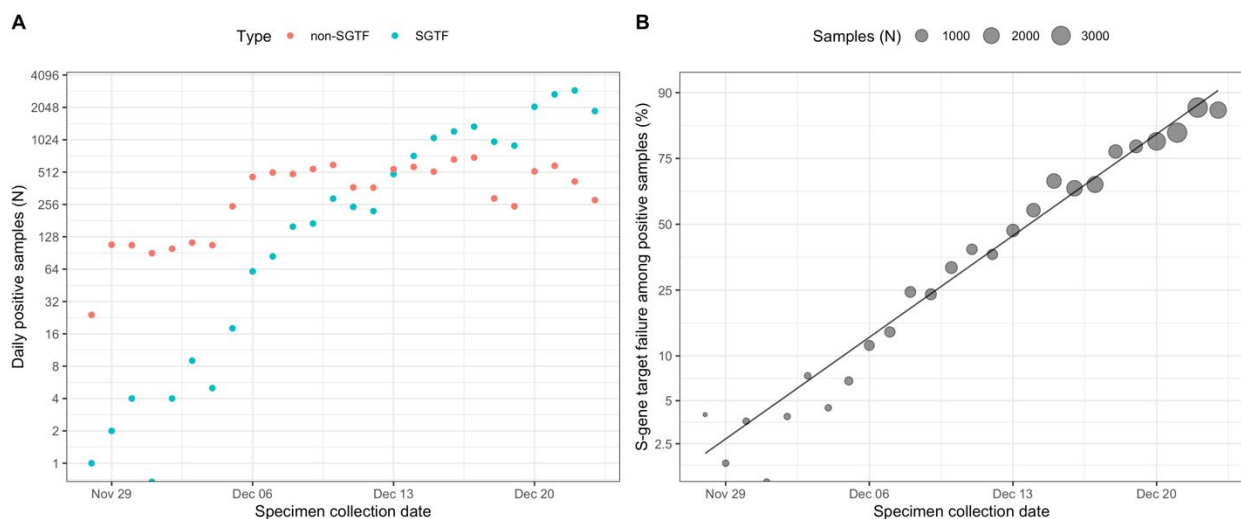 A
Type non-SGTF SGTF
Daily positive samples (N)
4096
2048
1024
512
256
128
64
32
16
8
4
2
1
Nov 29 Dec 06 Dec 13 Dec 20
Specimen collection date
B
Samples (N) 1000 2000 3000
S-gene target failure among positive samples (%)
90
75
50
25
10
5
2.5
Nov 29 Dec 06 Dec 13 Dec 20
Specimen collection date